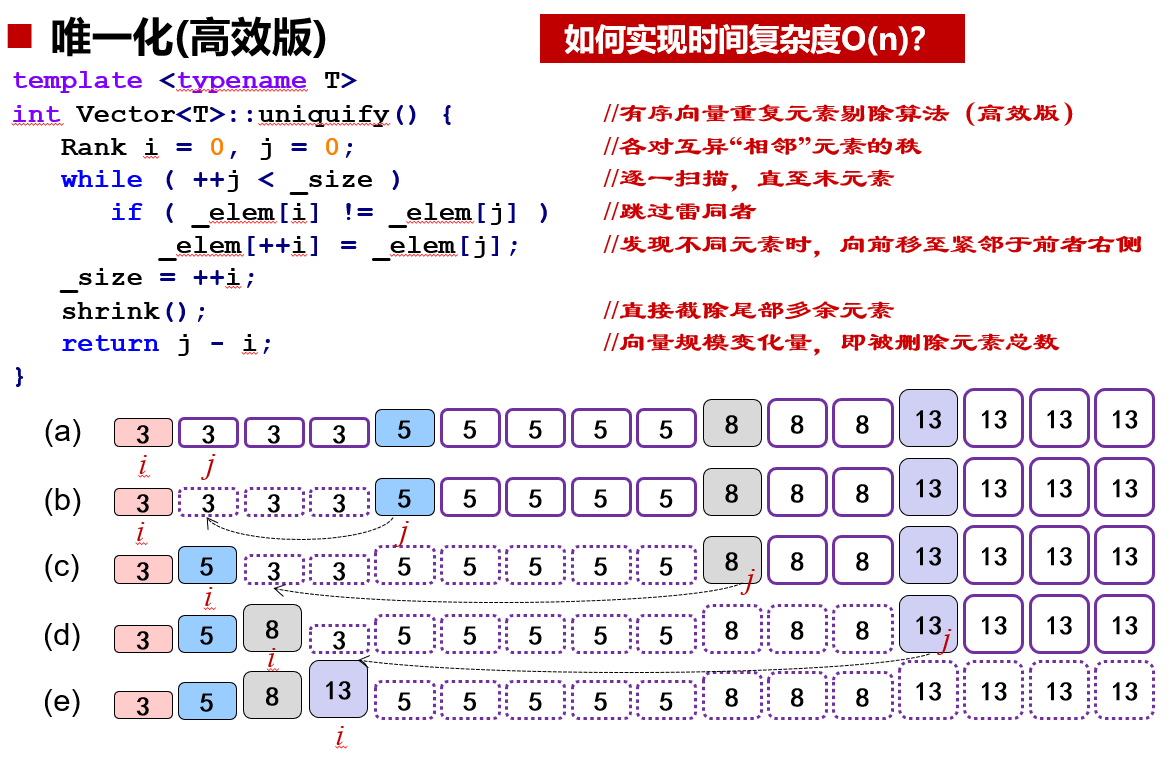 唯一化(高效版)
如何实现时间复杂度O(n)?
template <typename T>
int Vector<T>::uniquify() {    //有序向量重复元素剔除算法（高效版）
Rank i = 0, j = 0;    //各对互异“相邻”元素的秩
while ( ++j < _size )    //逐一扫描，直至末元素
if ( _elem[i] != _elem[j] )    //跳过雷同者
_elem[++i] = _elem[j];    //发现不同元素时，向前移至紧邻于前者右侧
_size = ++i;
shrink();    //直接截除尾部多余元素
return j - i;    //向量规模变化量，即被删除元素总数
}
(a) 3 3 3 3 5 5 5 5 5 8 8 8 13 13 13 13
i j
(b) 3 3 3 3 5 5 5 5 5 8 8 8 13 13 13 13
i j
(c) 3 5 3 3 5 5 5 5 5 8 8 8 13 13 13 13
i j
(d) 3 5 8 3 5 5 5 5 5 8 8 8 13 13 13 13
i j
(e) 3 5 8 13 5 5 5 5 5 8 8 8 13 13 13 13
i